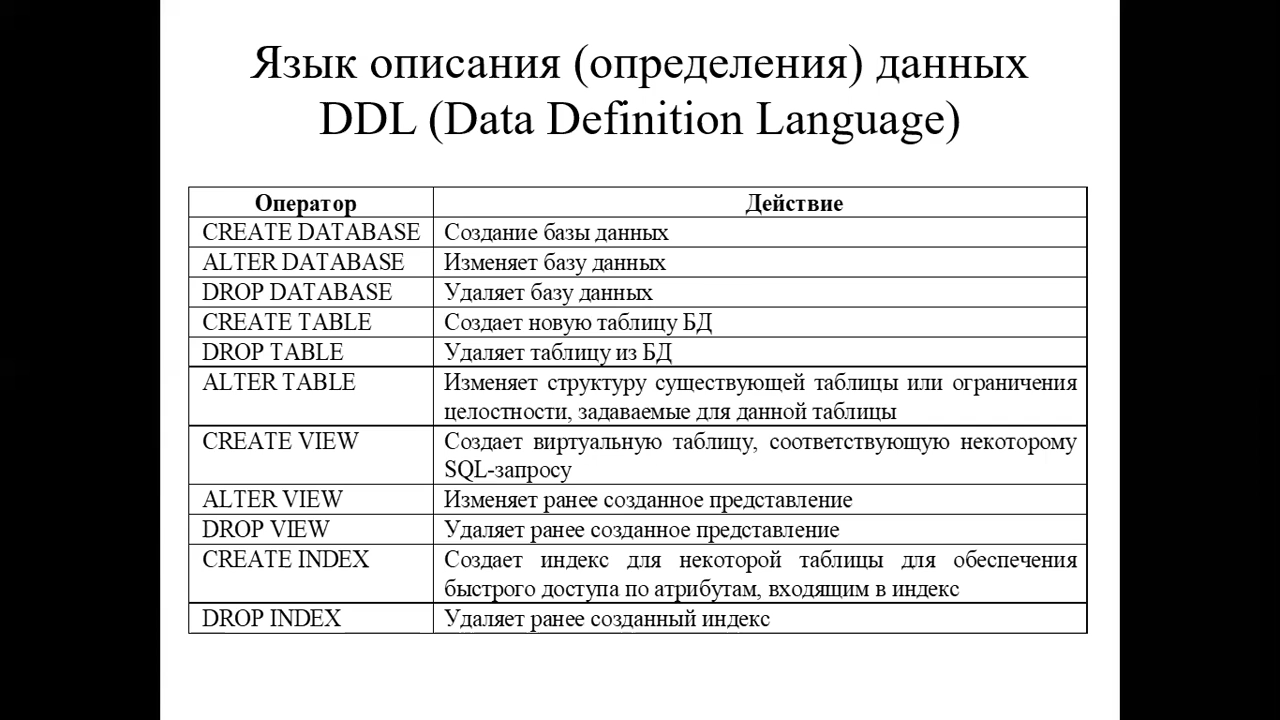 Язык описания (определения) данных
DDL (Data Definition Language)
Оператор Действие
CREATE DATABASE Создание базы данных
ALTER DATABASE Изменяет базу данных
DROP DATABASE Удаляет базу данных
CREATE TABLE Создает новую таблицу БД
DROP TABLE Удаляет таблицу из БД
ALTER TABLE Изменяет структуру существующей таблицы или ограничения
целостности, задаваемые для данной таблицы
CREATE VIEW Создает виртуальную таблицу, соответствующую некоторому
SQL-запросу
ALTER VIEW Изменяет ранее созданное представление
DROP VIEW Удаляет ранее созданное представление
CREATE INDEX Создает индекс для некоторой таблицы для обеспечения
быстрого доступа по атрибутам, входящим в индекс
DROP INDEX Удаляет ранее созданный индекс